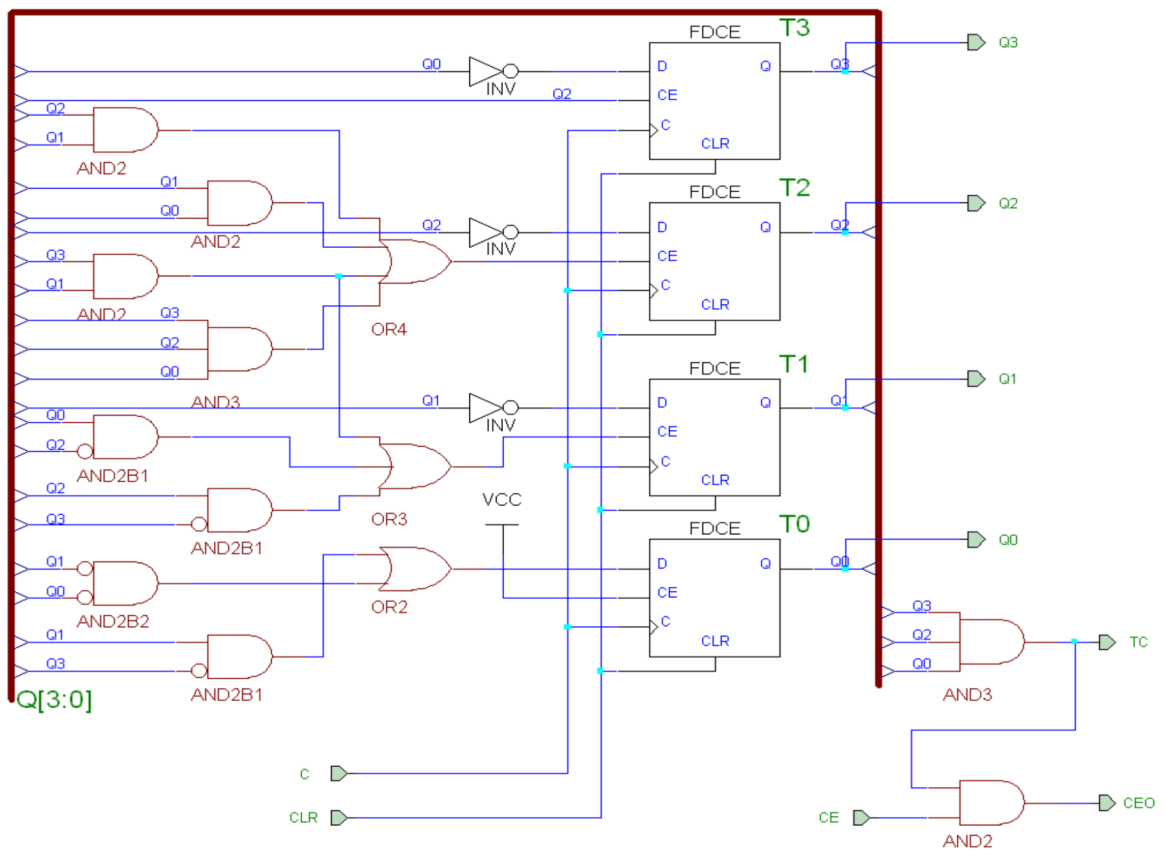 FDCE T3
Q3
Q0 INV D Q Q3
Q2 CE
Q2
Q1 C
AND2 CLR
FDCE T2
Q1
Q0 Q2
AND2
Q2 INV D Q Q2
Q3 CE
Q1 C
AND2 CLR
Q3
Q2 OR4
Q0
AND3
FDCE T1
Q1
Q1 INV D Q Q1
Q0 CE
Q2 C
AND2B1 CLR
Q2
Q3 OR3
AND2B1
VCC
FDCE T0
Q0
Q1 D Q Q0
Q0 CE
AND2B2 OR2
C
CLR
Q1
Q3
AND2B1
Q[3:0]
Q3
Q2 TC
Q0
AND3
C
CLR
CE CEO
AND2